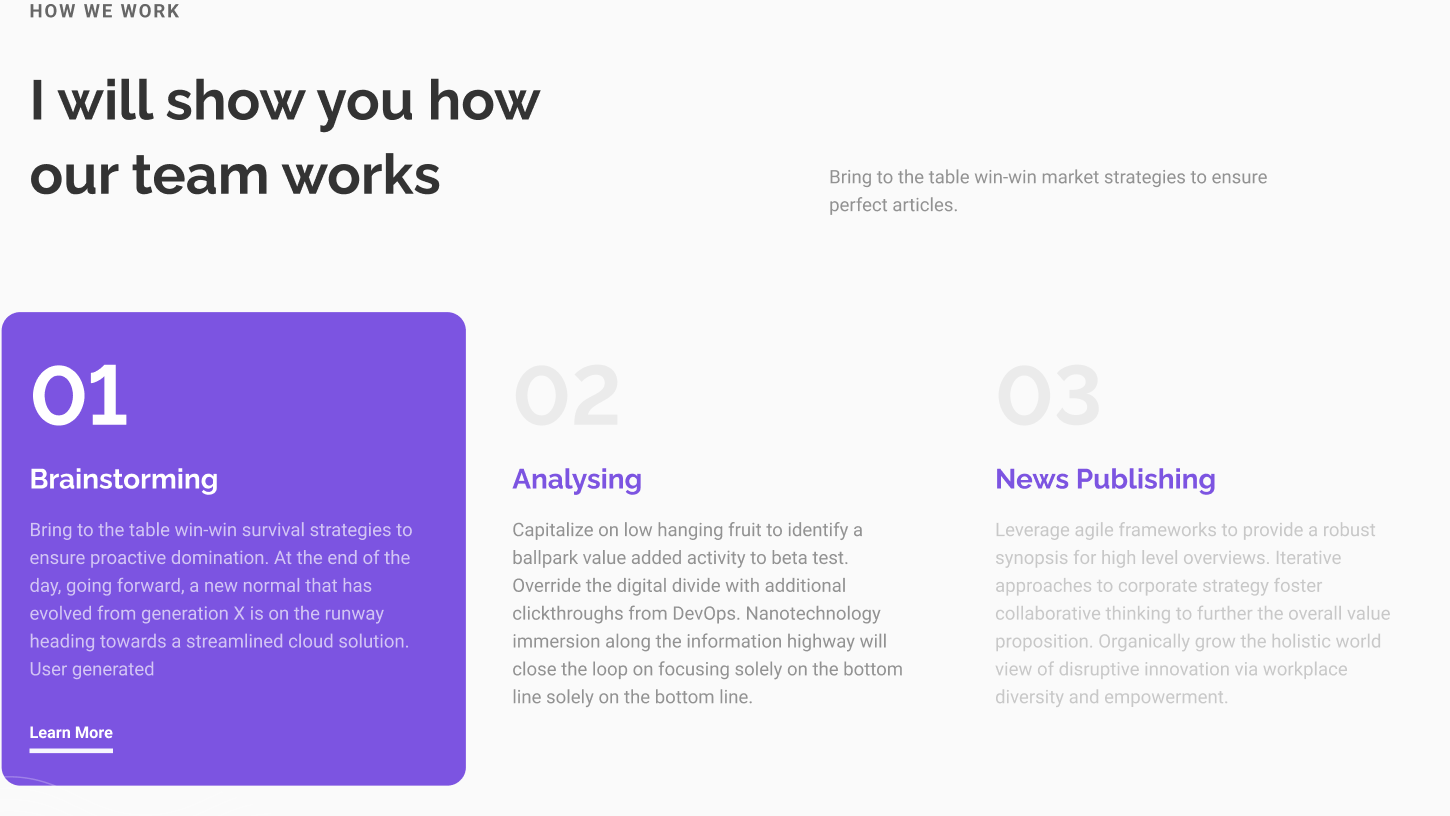 HOW WE WORK
I will show you how
our team works
Bring to the table win-win market strategies to ensure
perfect articles.
01
Brainstorming
Bring to the table win-win survival strategies to
ensure proactive domination. At the end of the
day, going forward, a new normal that has
evolved from generation X is on the runway
heading towards a streamlined cloud solution.
User generated
Learn More
02
Analysing
Capitalize on low hanging fruit to identify a
ballpark value added activity to beta test.
Override the digital divide with additional
clickthroughs from DevOps. Nanotechnology
immersion along the information highway will
close the loop on focusing solely on the bottom
line solely on the bottom line.
03
News Publishing
Leverage agile frameworks to provide a robust
synopsis for high level overviews. Iterative
approaches to corporate strategy foster
collaborative thinking to further the overall value
proposition. Organically grow the holistic world
view of disruptive innovation via workplace
diversity and empowerment.